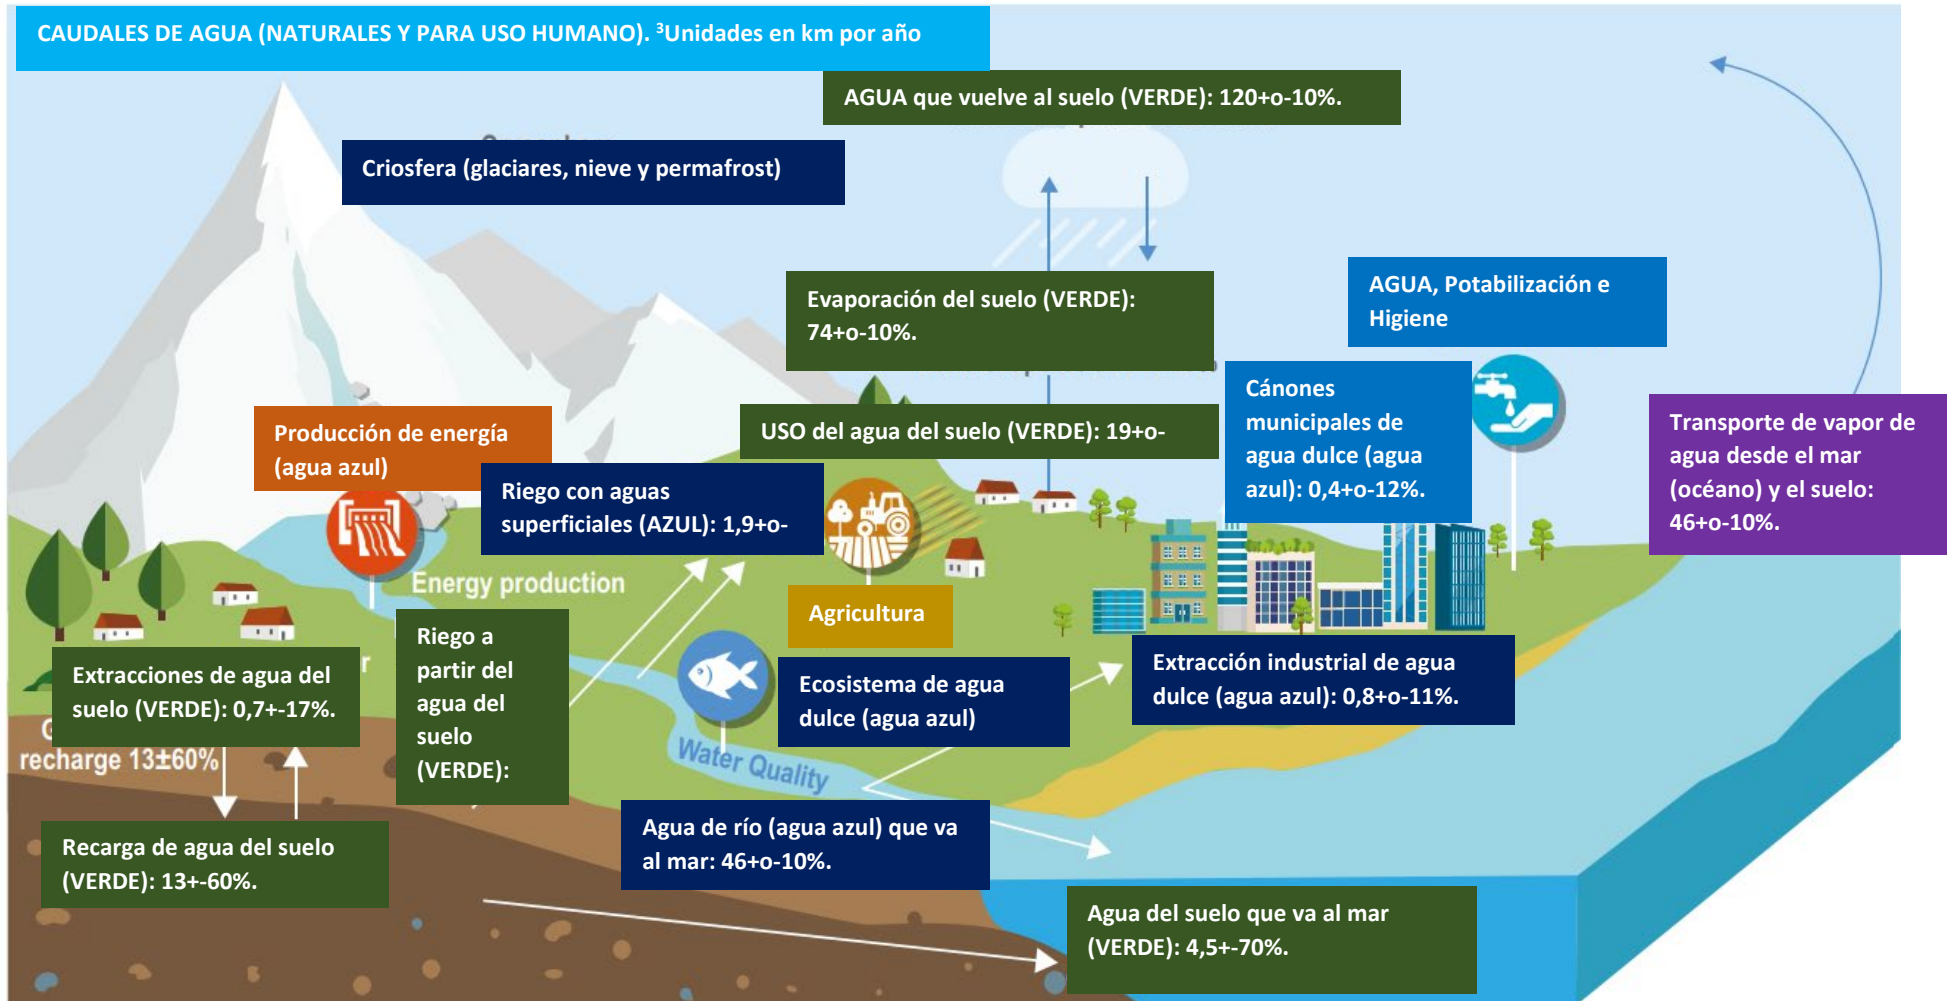 CAUDALES DE AGUA (NATURALES Y PARA USO HUMANO). ³Unidades en km por año
AGUA que vuelve al suelo (VERDE): 120+o-10%.
Criosfera (glaciares, nieve y permafrost)
Evaporación del suelo (VERDE):
74+o-10%.
AGUA, Potabilización e
Higiene
Cánones
municipales de
agua dulce (agua
azul): 0,4+o-12%.
Transporte de vapor de
agua desde el mar
(océano) y el suelo:
46+o-10%.
Producción de energía
(agua azul)
USO del agua del suelo (VERDE): 19+o-
Riego con aguas
superficiales (AZUL): 1,9+o-
Energy production
Agricultura
Riego a
partir del
agua del
suelo
(VERDE):
Extracciones de agua del
suelo (VERDE): 0,7+-17%.
Ecosistema de agua
dulce (agua azul)
Extracción industrial de agua
dulce (agua azul): 0,8+o-11%.
recharge 13±60%
Water Quality
Recarga de agua del suelo
(VERDE): 13+-60%.
Agua de río (agua azul) que va
al mar: 46+o-10%.
Agua del suelo que va al mar
(VERDE): 4,5+-70%.